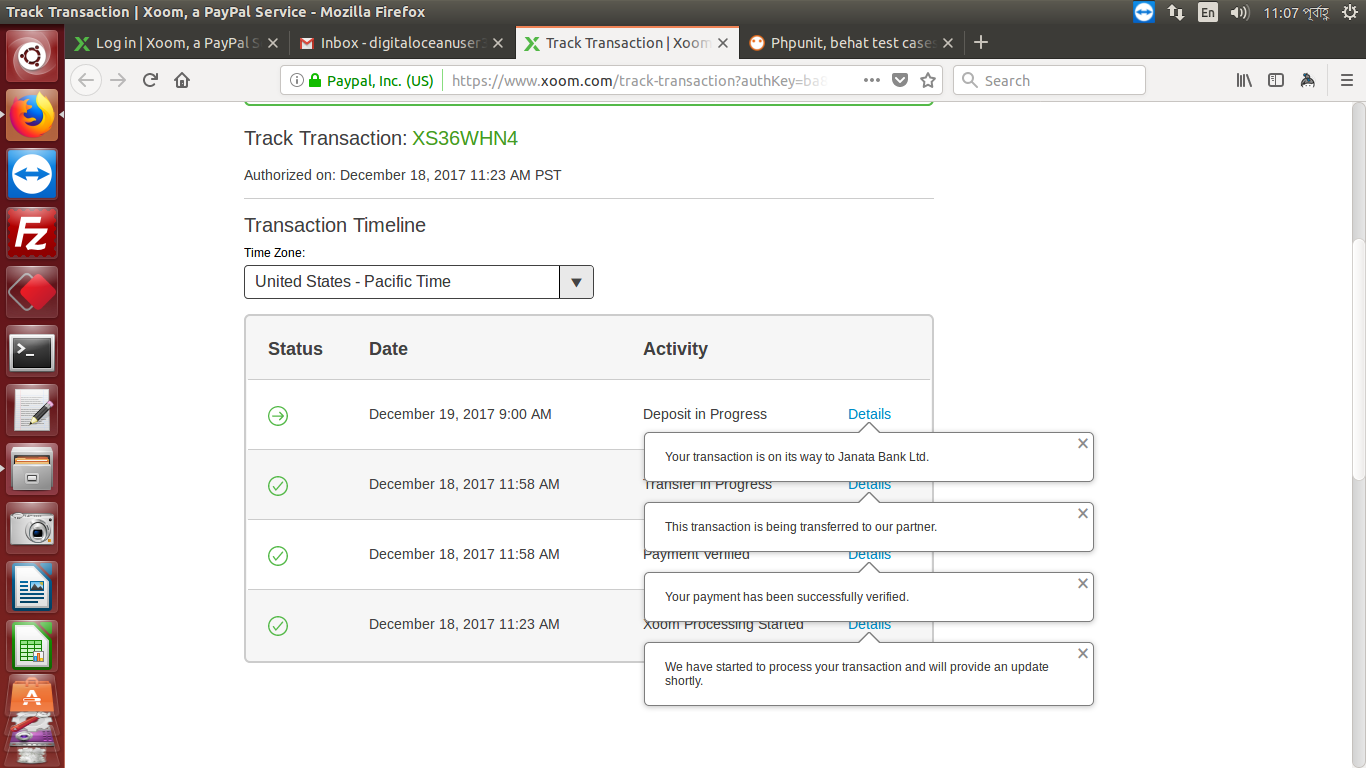 Track Transaction | Xoom, a PayPal Service - Mozilla Firefox
En
11:07 পূর্বাহ্ণ
Log in | Xoom, a PayPal S
Inbox - digitaloceanuser
Track Transaction | Xoom
Phpunit, behat test cases
Paypal, Inc. (US)
https://www.xoom.com/track-transaction?authKey=ba
Search
Track Transaction: XS36WHN4
Authorized on: December 18, 2017 11:23 AM PST
Transaction Timeline
Time Zone:
United States - Pacific Time
Status Date Activity
December 19, 2017 9:00 AM Deposit in Progress Details
Your transaction is on its way to Janata Bank Ltd.
December 18, 2017 11:58 AM Transfer in Progress Details
This transaction is being transferred to our partner.
December 18, 2017 11:58 AM Payment Verified Details
Your payment has been successfully verified.
December 18, 2017 11:23 AM Xoom Processing Started Details
We have started to process your transaction and will provide an update
shortly.